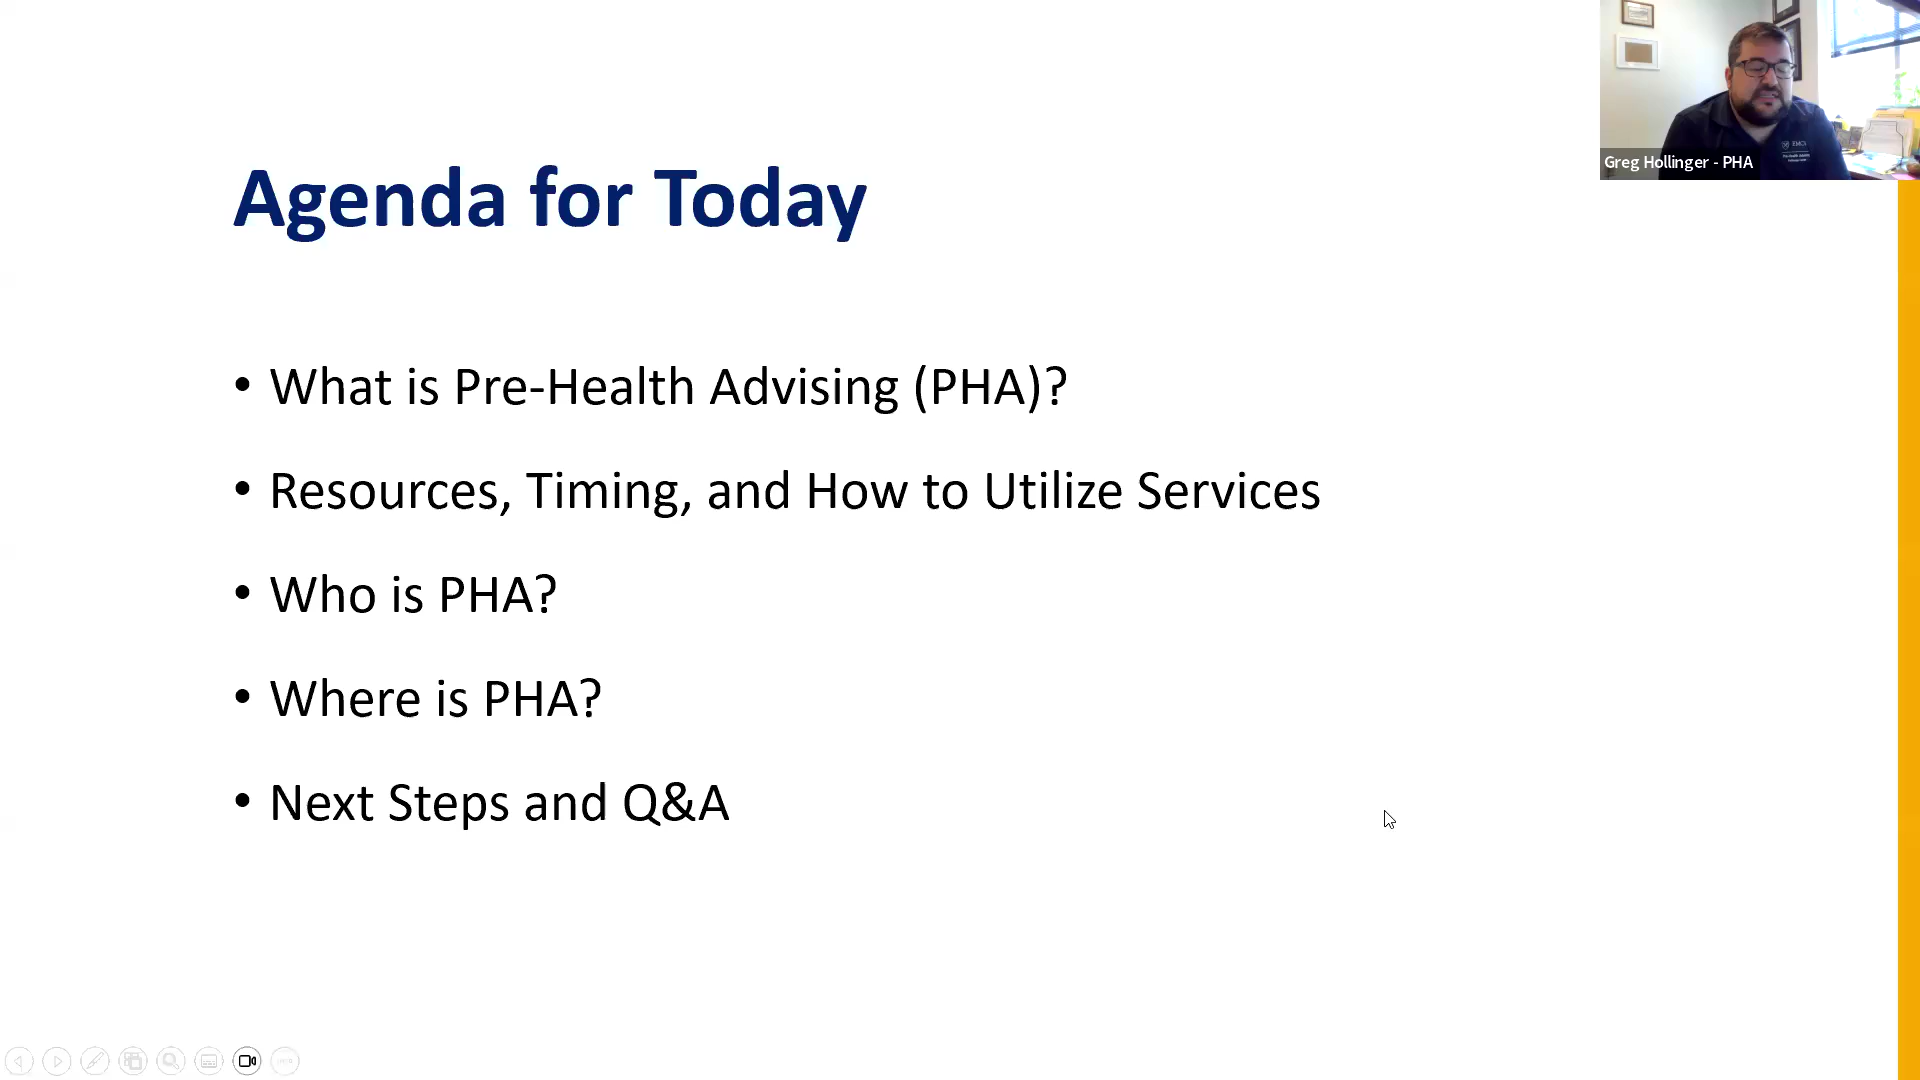 Agenda for Today
• What is Pre-Health Advising (PHA)?
• Resources, Timing, and How to Utilize Services
• Who is PHA?
• Where is PHA?
• Next Steps and Q&A
Greg Hollinger - PHA